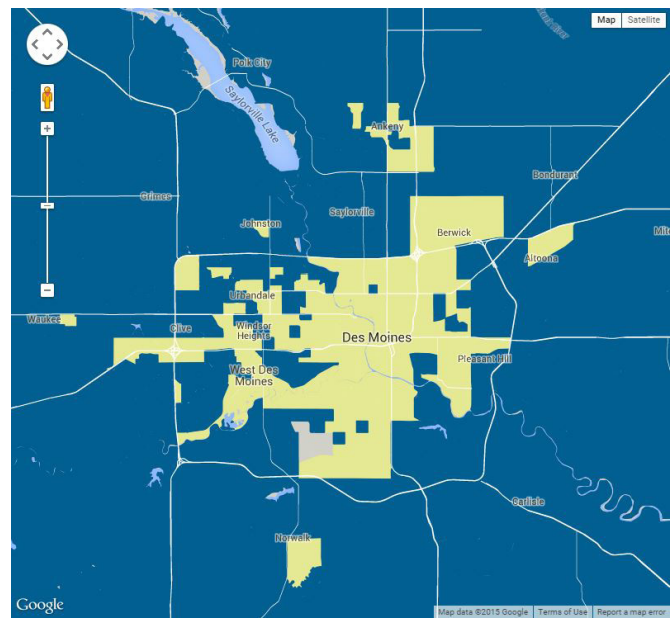 Map Satellite
Polk City
Saylorville Lake
Ankeny
Bondurant
Grimes
Saylorville
Johnston
Berwick
Altoona
Urbandale
Waukee
Clive
Windsor
Heights
Des Moines
Pleasant Hill
West Des
Moines
Carlisle
Norwalk
Google
Map data ©2015 Google Terms of Use Report a map error